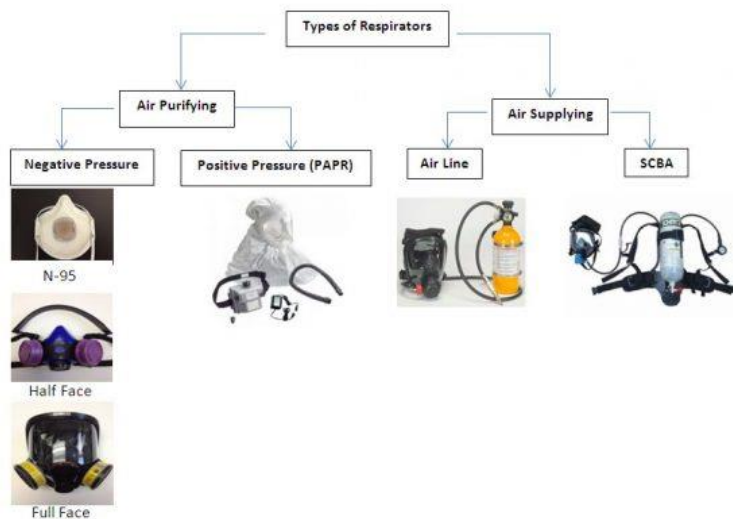 Types of Respirators
Air Purifying
Air Supplying
Negative Pressure
Positive Pressure (PAPR)
Air Line
SCBA
N-95
Half Face
Full Face